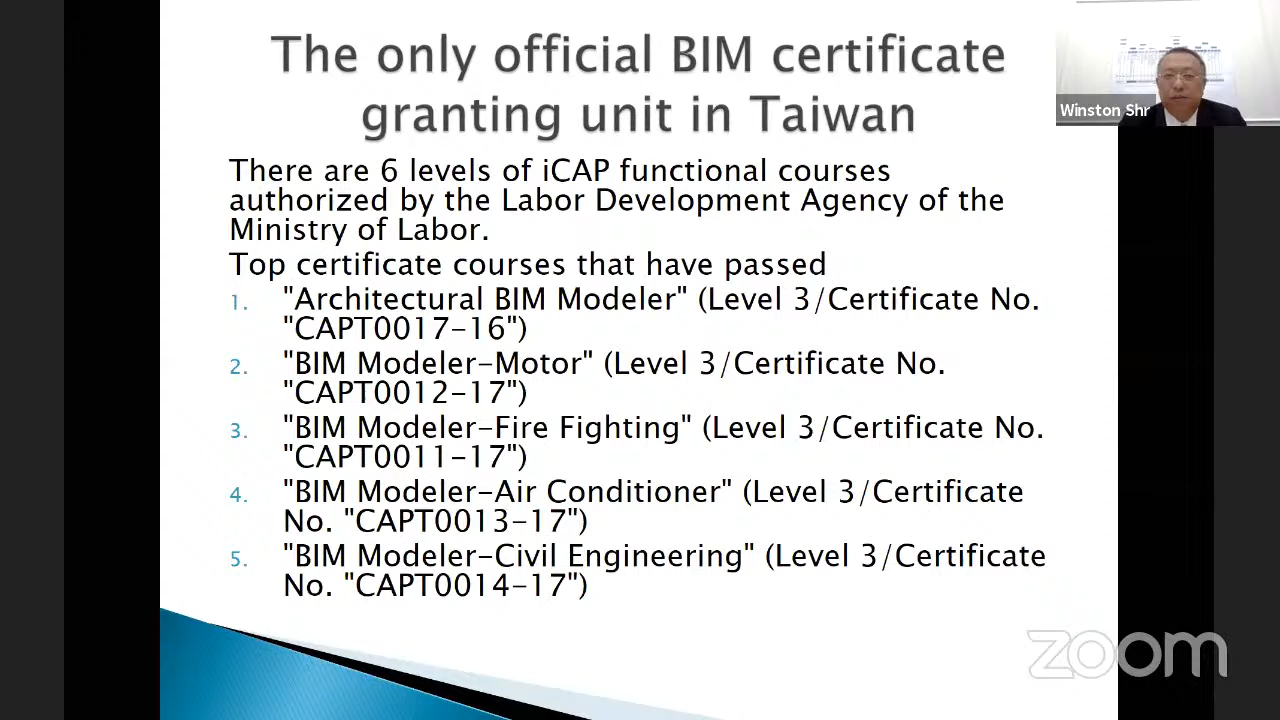 The only official BIM certificate
granting unit in Taiwan
Winston Shr
There are 6 levels of iCAP functional courses
authorized by the Labor Development Agency of the
Ministry of Labor.
Top certificate courses that have passed
1. "Architectural BIM Modeler" (Level 3/Certificate No.
"CAPT0017-16")
2. "BIM Modeler-Motor" (Level 3/Certificate No.
"CAPT0012-17")
3. "BIM Modeler-Fire Fighting" (Level 3/Certificate No.
"CAPT0011-17")
4. "BIM Modeler-Air Conditioner" (Level 3/Certificate
No. "CAPT0013-17")
5. "BIM Modeler-Civil Engineering" (Level 3/Certificate
No. "CAPT0014-17")
zoom